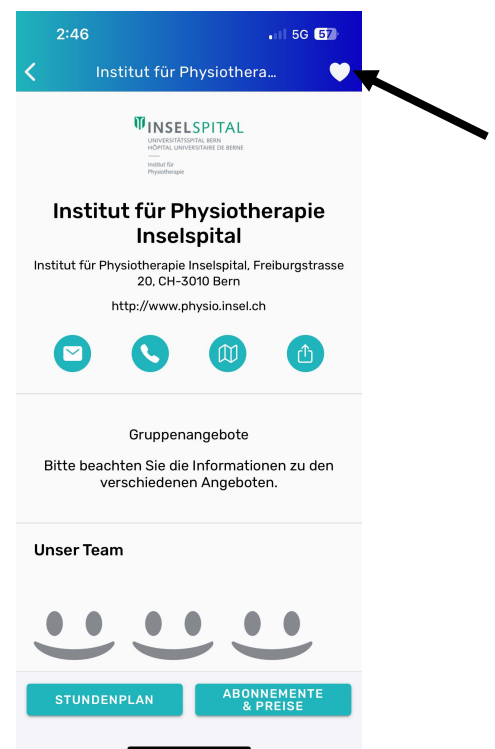 2:46
5G 57
Institut für Physiothera...
INSELSPITAL
UNIVERSITÄTSSPITAL BERN
HÔPITAL UNIVERSITAIRE DE BERNE
Institut für
Physiotherapie
Institut für Physiotherapie
Inselspital
Institut für Physiotherapie Inselspital, Freiburgstrasse
20, CH-3010 Bern
http://www.physio.insel.ch
Gruppenangebote
Bitte beachten Sie die Informationen zu den
verschiedenen Angeboten.
Unser Team
STUNDENPLAN
ABONNEMENTE
& PREISE